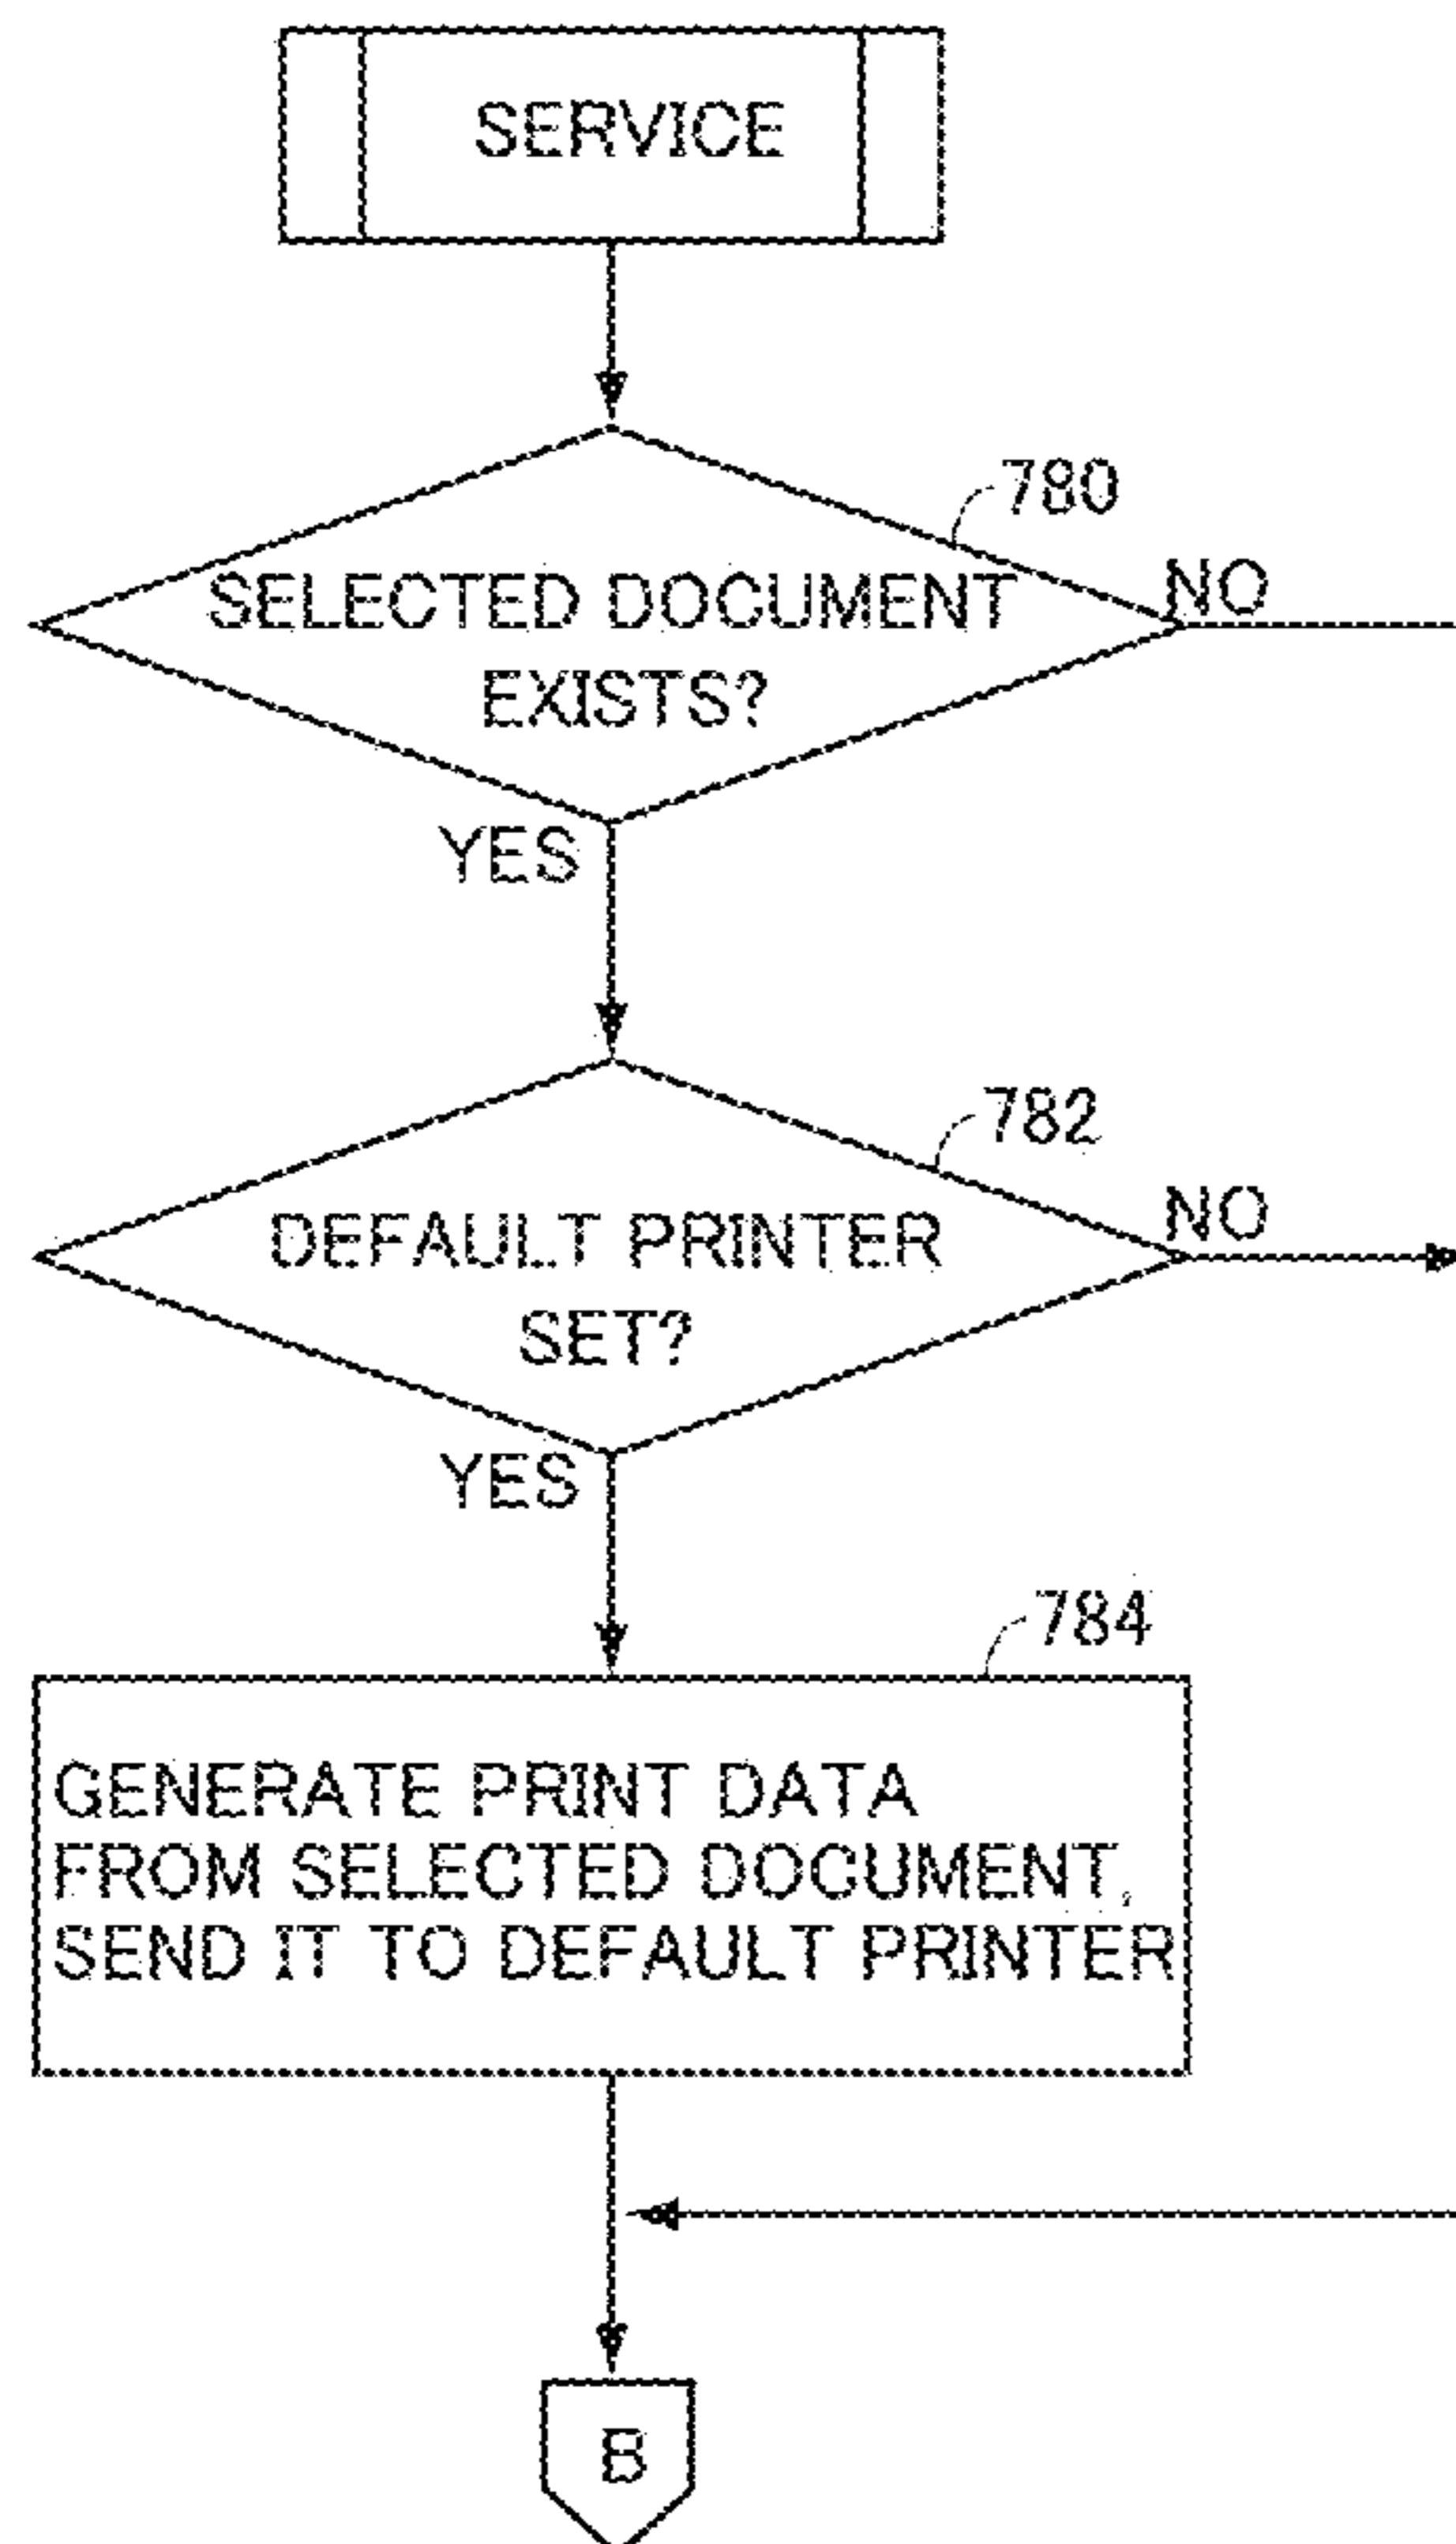 SERVICE
780
SELECTED DOCUMENT
EXISTS?
NO
YES
782
DEFAULT PRINTER
SET?
NO
YES
784
GENERATE PRINT DATA
FROM SELECTED DOCUMENT,
SEND IT TO DEFAULT PRINTER
B